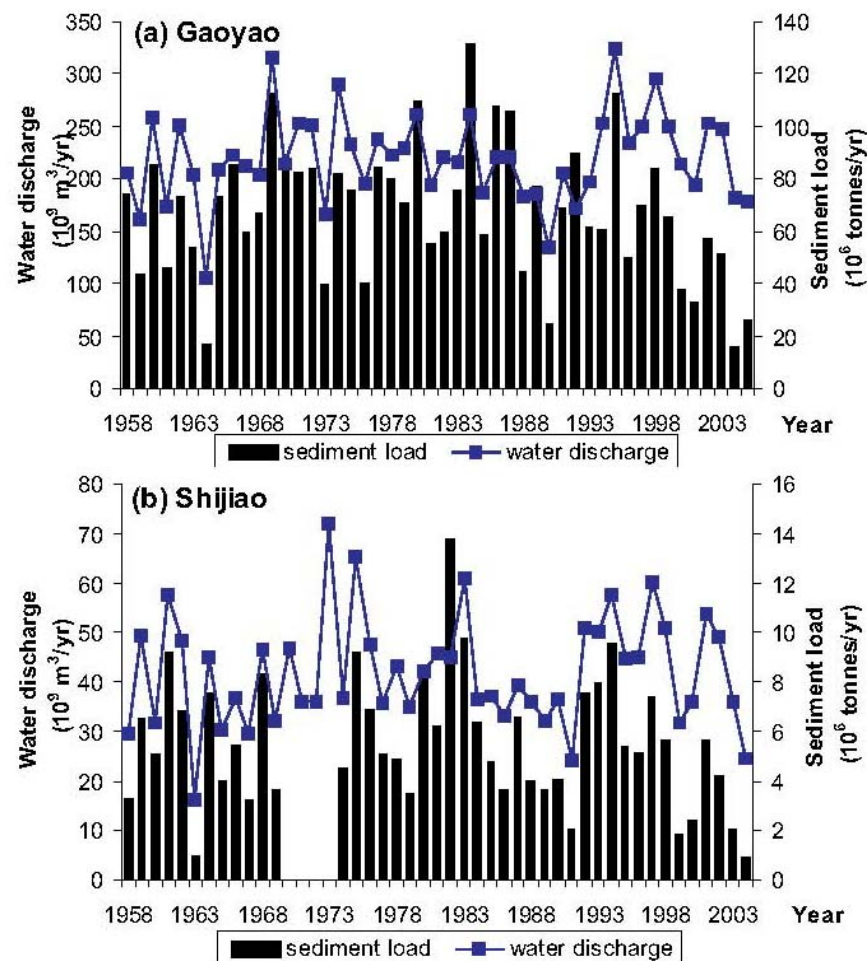 (a) Gaoyao
Water discharge
(10⁹ m³/yr)
350
300
250
200
150
100
50
0
140
120
100
80
60
40
20
0
Sediment load
(10⁶ tonnes/yr)
1958 1963 1968 1973 1978 1983 1988 1993 1998 2003 Year
sediment load water discharge
(b) Shijiao
Water discharge
(10⁹ m³/yr)
80
70
60
50
40
30
20
10
0
16
14
12
10
8
6
4
2
0
Sediment load
(10⁶ tonnes/yr)
1958 1963 1968 1973 1978 1983 1988 1993 1998 2003 Year
sediment load water discharge